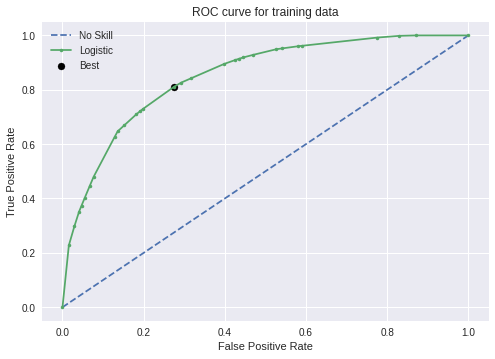 ROC curve for training data
No Skill
Logistic
Best
True Positive Rate
1.0
0.8
0.6
0.4
0.2
0.0
0.0 0.2 0.4 0.6 0.8 1.0
False Positive Rate